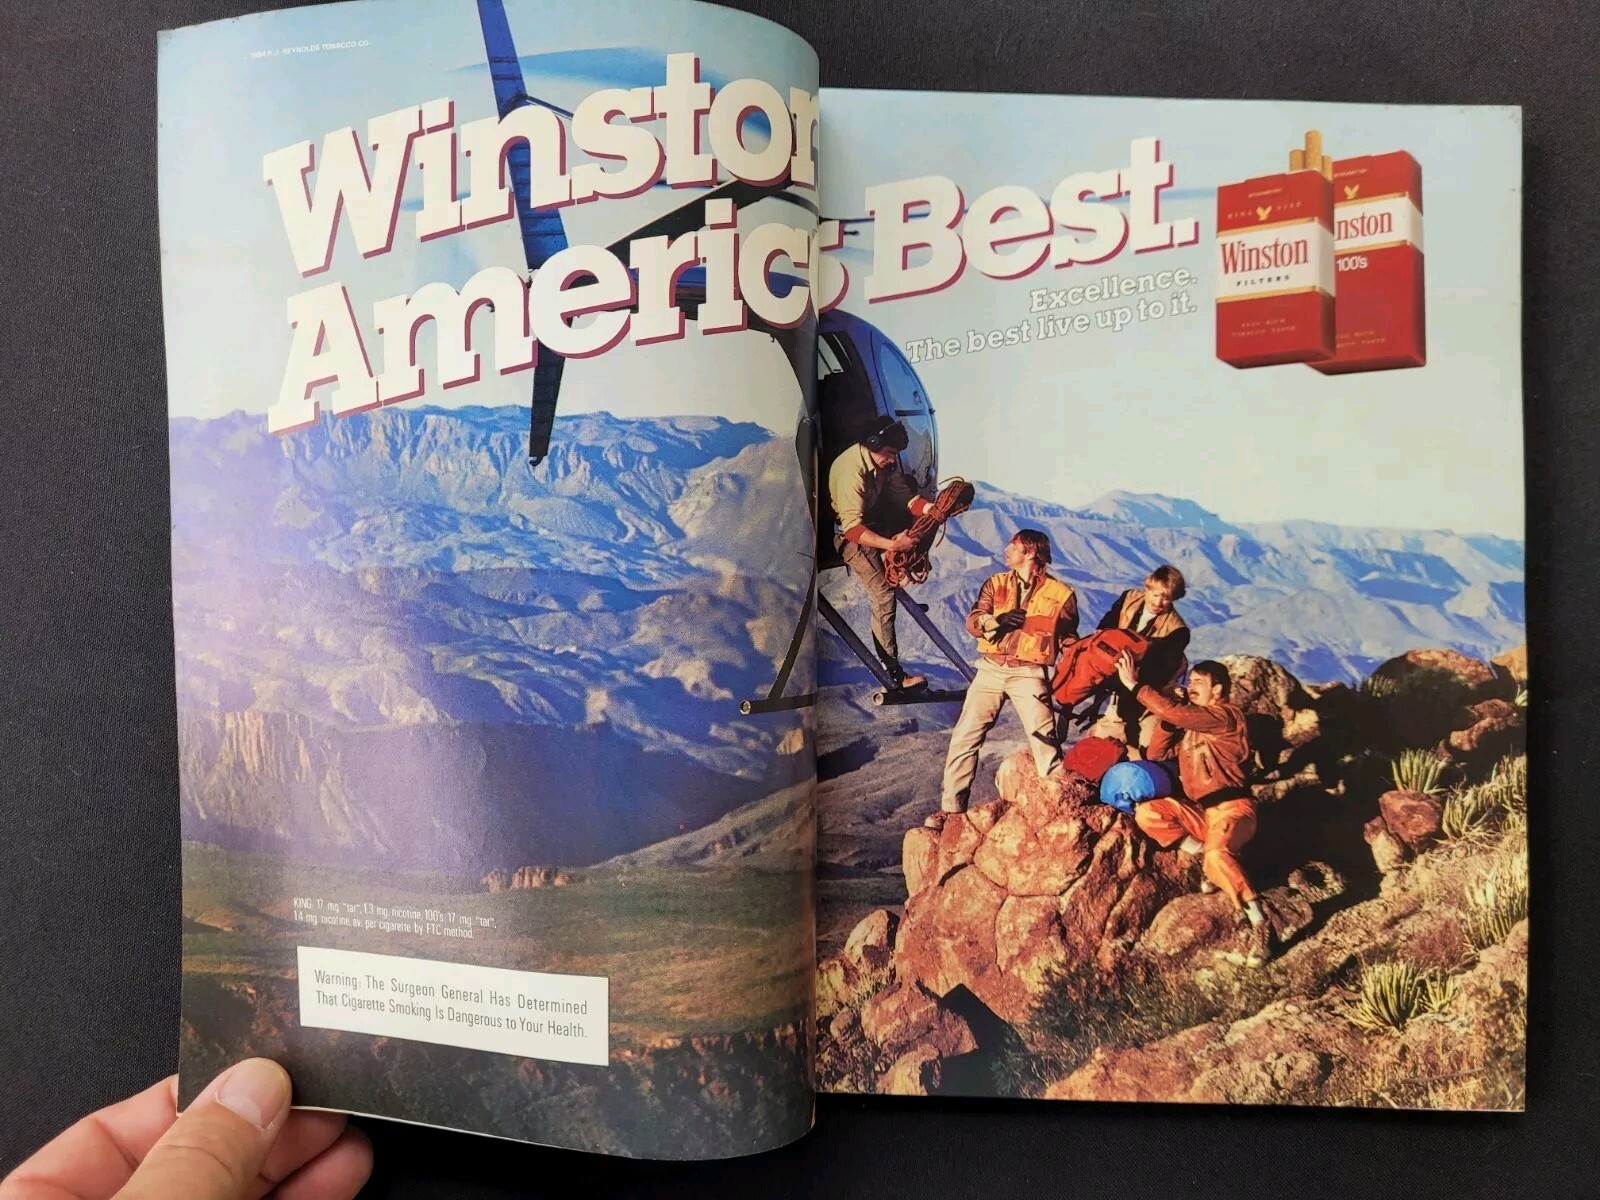 1984 R.J. REYNOLDS TOBACCO CO.
Winston
America's Best.
Excellence.
The best live up to it.
Winston
FILTERS
nston
100's
KING, 17 mg. "tar", 1.3 mg. nicotine, 100's: 17 mg. "tar",
1.4 mg. nicotine, av. per cigarette by FTC method.
Warning: The Surgeon General Has Determined
That Cigarette Smoking Is Dangerous to Your Health.